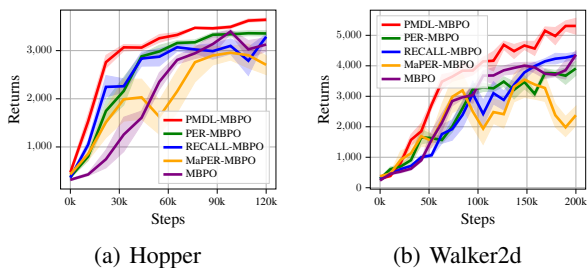 Returns
3,000
2,000
1,000
0k
30k
60k
90k
120k
Steps
PMDL-MBPO
PER-MBPO
RECALL-MBPO
MaPER-MBPO
MBPO
(a) Hopper
Returns
5,000
4,000
3,000
2,000
1,000
0
0k
50k
100k
150k
200k
Steps
PMDL-MBPO
PER-MBPO
RECALL-MBPO
MaPER-MBPO
MBPO
(b) Walker2d